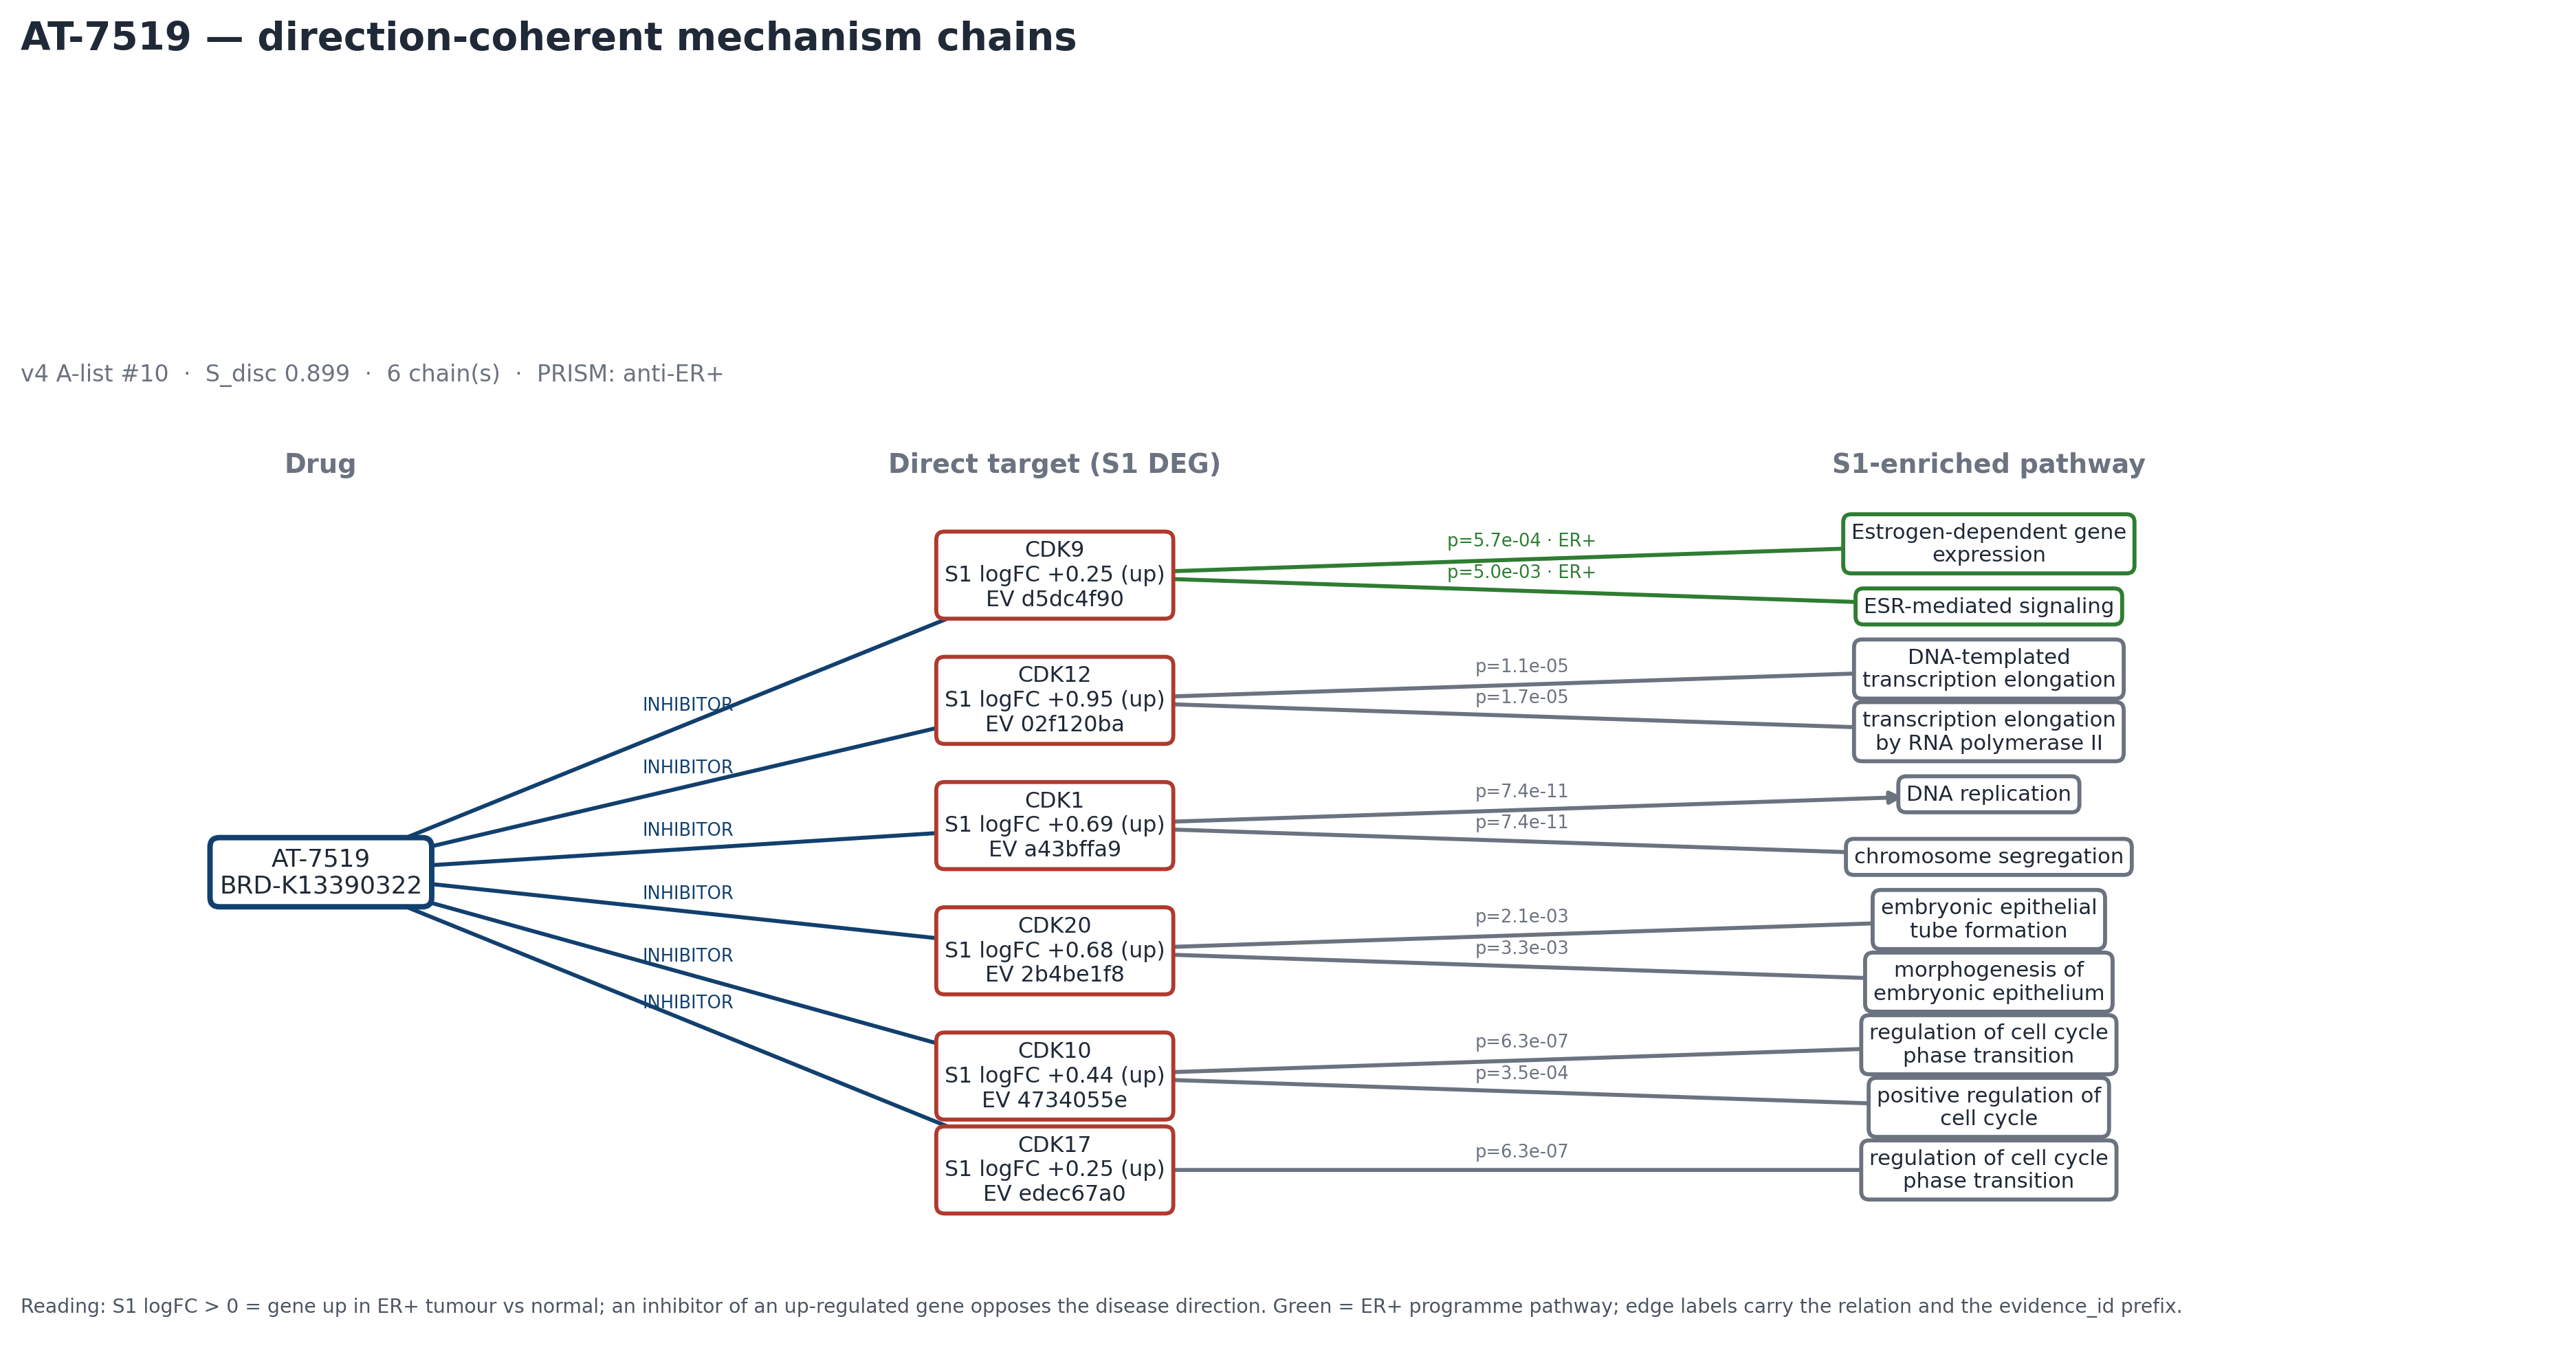 AT-7519 — direction-coherent mechanism chains
v4 A-list #10 · S_disc 0.899 · 6 chain(s) · PRISM: anti-ER+
Drug
Direct target (S1 DEG)
S1-enriched pathway
AT-7519
BRD-K13390322
INHIBITOR
INHIBITOR
INHIBITOR
INHIBITOR
INHIBITOR
INHIBITOR
CDK9
S1 logFC +0.25 (up)
EV d5dc4f90
p=5.7e-04 · ER+
p=5.0e-03 · ER+
Estrogen-dependent gene
expression
ESR-mediated signaling
CDK12
S1 logFC +0.95 (up)
EV 02f120ba
p=1.1e-05
p=1.7e-05
DNA-templated
transcription elongation
transcription elongation
by RNA polymerase II
CDK1
S1 logFC +0.69 (up)
EV a43bffa9
p=7.4e-11
p=7.4e-11
DNA replication
chromosome segregation
CDK20
S1 logFC +0.68 (up)
EV 2b4be1f8
p=2.1e-03
p=3.3e-03
embryonic epithelial
tube formation
morphogenesis of
embryonic epithelium
CDK10
S1 logFC +0.44 (up)
EV 4734055e
p=6.3e-07
p=3.5e-04
regulation of cell cycle
phase transition
positive regulation of
cell cycle
CDK17
S1 logFC +0.25 (up)
EV edec67a0
p=6.3e-07
regulation of cell cycle
phase transition
Reading: S1 logFC > 0 = gene up in ER+ tumour vs normal; an inhibitor of an up-regulated gene opposes the disease direction. Green = ER+ programme pathway; edge labels carry the relation and the evidence_id prefix.